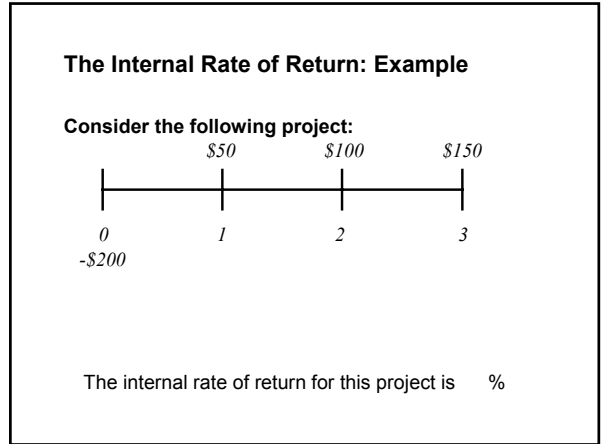 The Internal Rate of Return: Example
Consider the following project:
$50 $100 $150
0 1 2 3
-$200
The internal rate of return for this project is %